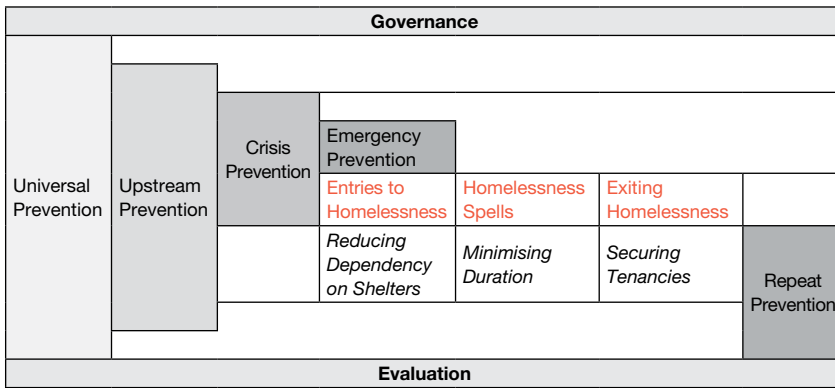 Governance
Universal
Prevention
Upstream
Prevention
Crisis
Prevention
Emergency
Prevention
Entries to
Homelessness
Homelessness
Spells
Exiting
Homelessness
Reducing
Dependency
on Shelters
Minimising
Duration
Securing
Tenancies
Repeat
Prevention
Evaluation